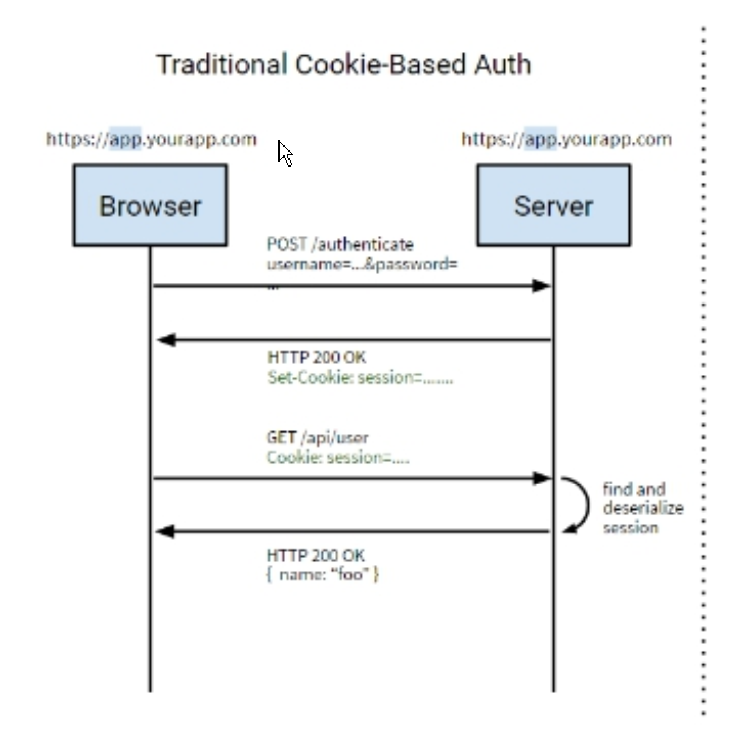 Traditional Cookie-Based Auth
https://app.yourapp.com
https://app.yourapp.com
Browser
Server
POST /authenticate
username=...&password=
...
HTTP 200 OK
Set-Cookie: session=.......
GET /api/user
Cookie: session=....
find and
deserialize
session
HTTP 200 OK
{ name: "foo" }